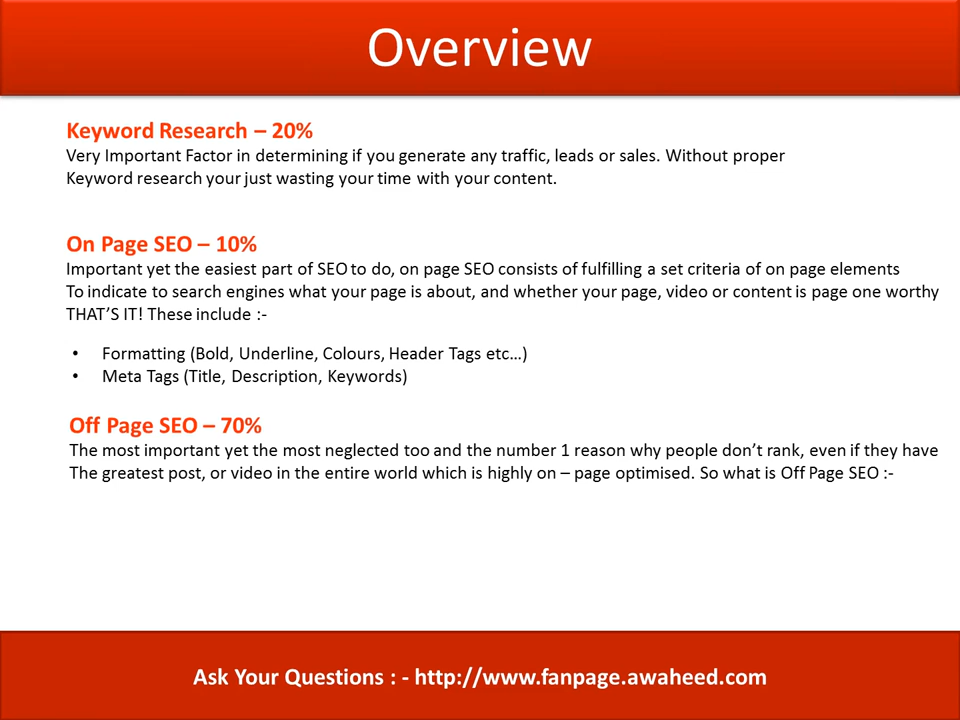 Overview
Keyword Research – 20%
Very Important Factor in determining if you generate any traffic, leads or sales. Without proper
Keyword research your just wasting your time with your content.
On Page SEO – 10%
Important yet the easiest part of SEO to do, on page SEO consists of fulfilling a set criteria of on page elements
To indicate to search engines what your page is about, and whether your page, video or content is page one worthy
THAT’S IT! These include :-
• Formatting (Bold, Underline, Colours, Header Tags etc…)
• Meta Tags (Title, Description, Keywords)
Off Page SEO – 70%
The most important yet the most neglected too and the number 1 reason why people don’t rank, even if they have
The greatest post, or video in the entire world which is highly on – page optimised. So what is Off Page SEO :-
Ask Your Questions : - http://www.fanpage.awaheed.com